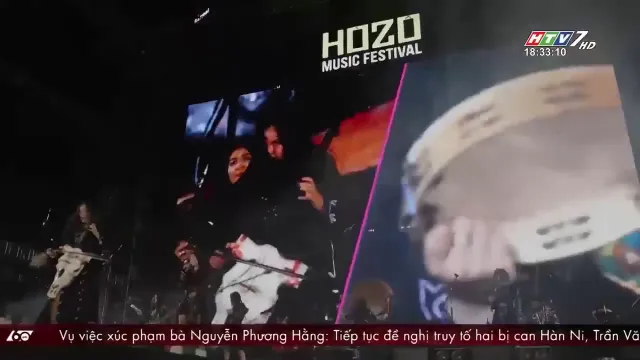 HOZO
MUSIC FESTIVAL
HTV7 HD
18:33:10
60
Vụ việc xúc phạm bà Nguyễn Phương Hằng: Tiếp tục đề nghị truy tố hai bị can Hàn Ni, Trần Vă